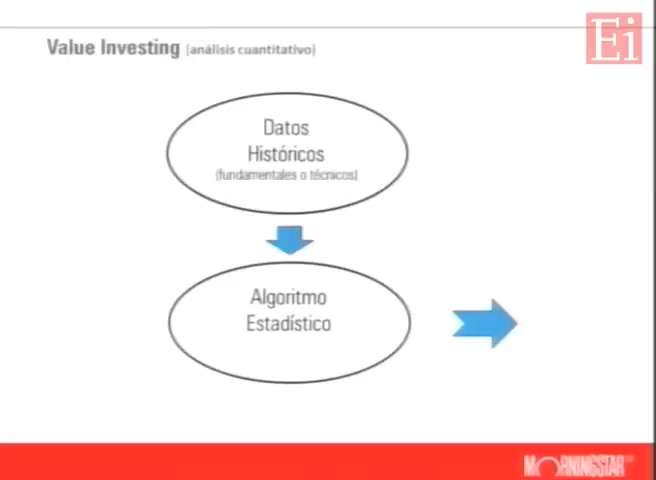 Ei
Value Investing (análisis cuantitativo)
Datos
Históricos
(fundamentales o técnicos)
Algoritmo
Estadístico
MORNINGSTAR